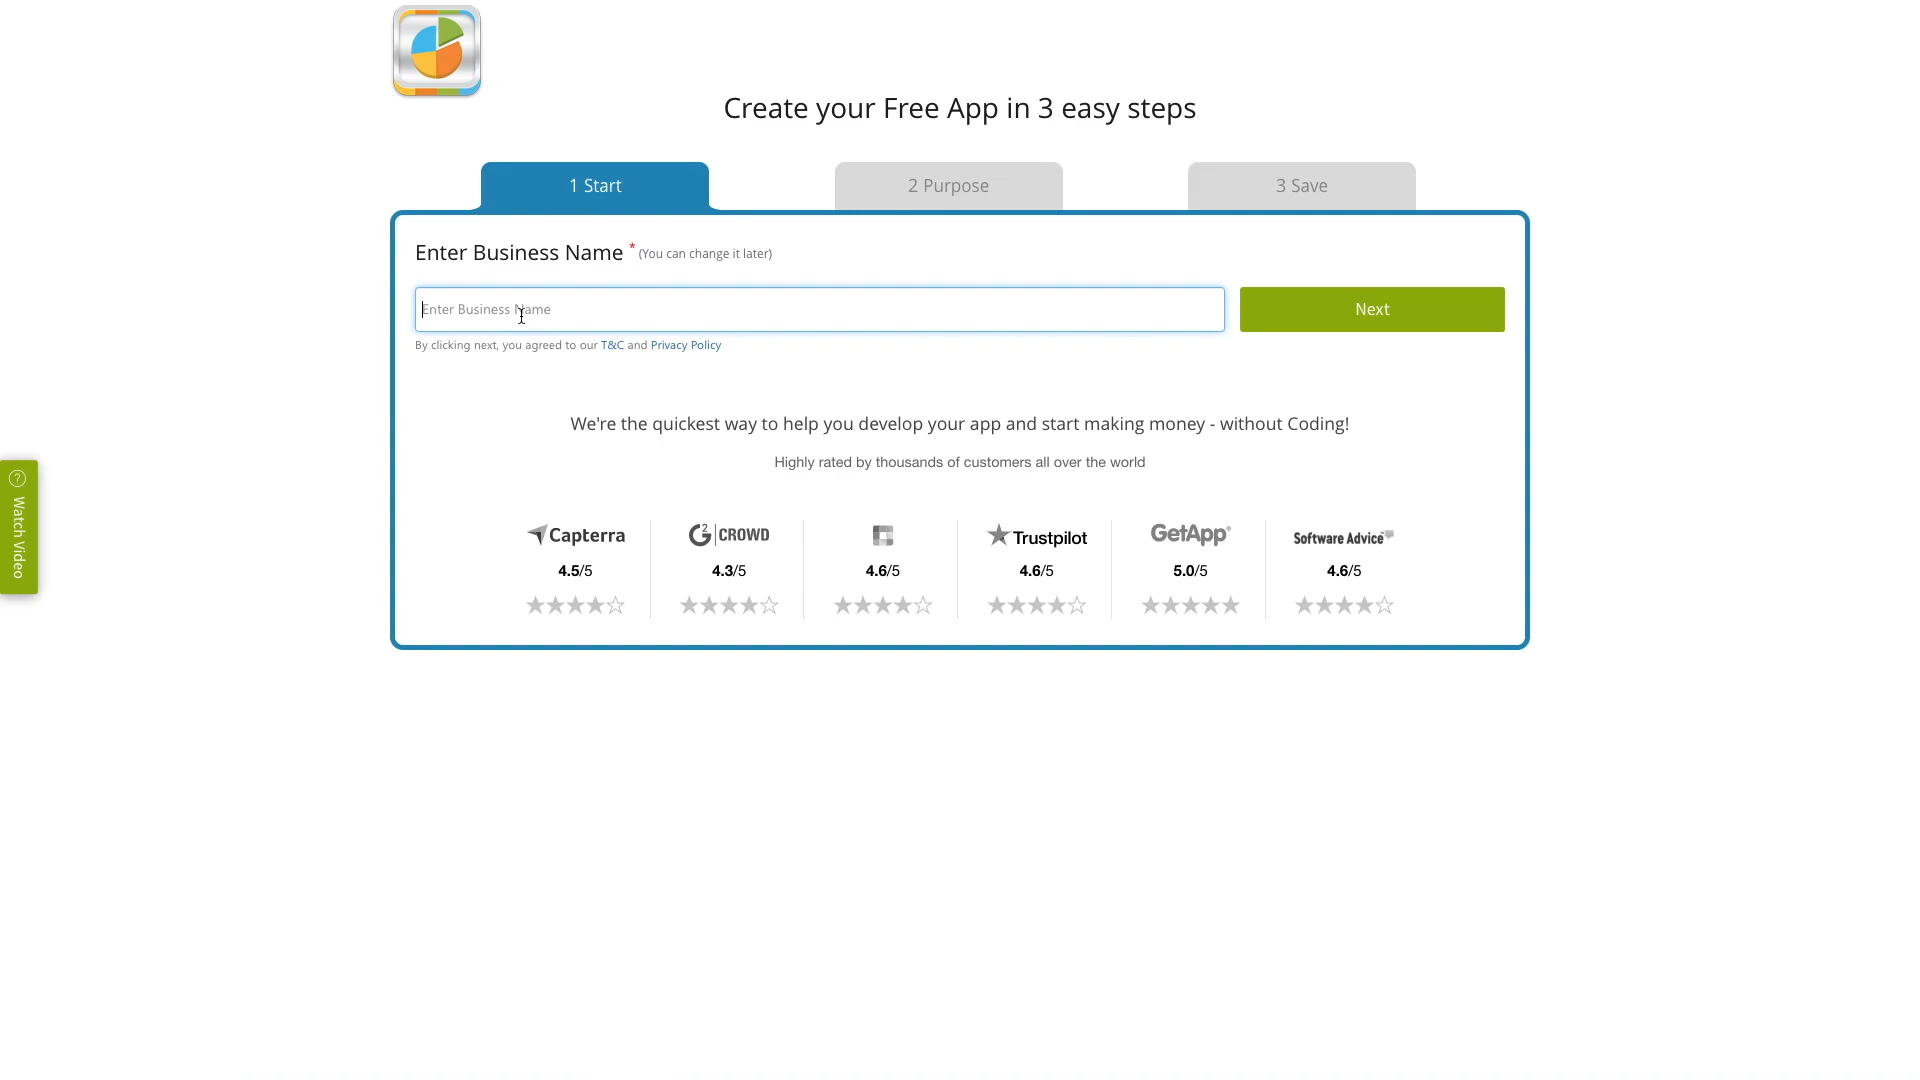 Create your Free App in 3 easy steps
1 Start
2 Purpose
3 Save
Enter Business Name * (You can change it later)
Enter Business Name
Next
By clicking next, you agreed to our T&C and Privacy Policy
We're the quickest way to help you develop your app and start making money - without Coding!
Highly rated by thousands of customers all over the world
Capterra
4.5/5
G2 CROWD
4.3/5
4.6/5
Trustpilot
4.6/5
GetApp
5.0/5
Software Advice
4.6/5
? Watch Video